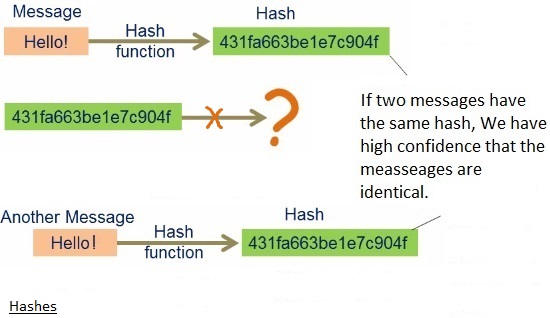 Message
Hello!
Hash
function
Hash
431fa663be1e7c904f
431fa663be1e7c904f
X
?
If two messages have
the same hash, We have
high confidence that the
measseages are
identical.
Another Message
Hello!
Hash
function
Hash
431fa663be1e7c904f
Hashes